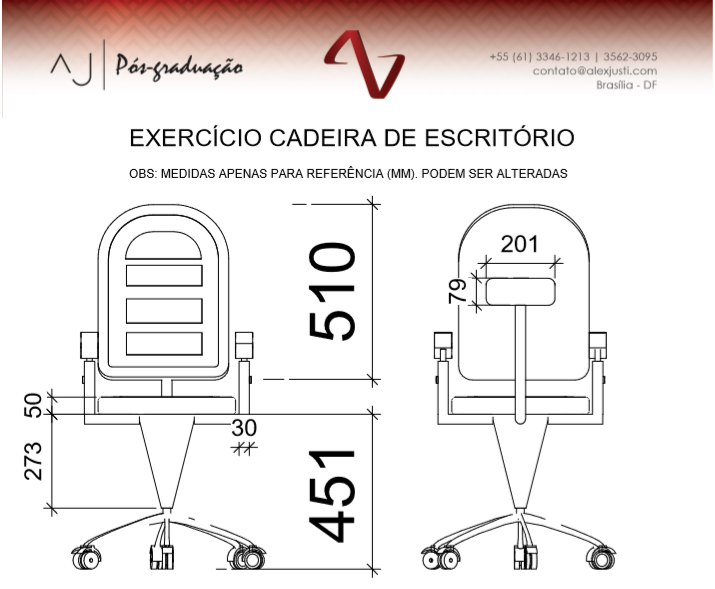 AJ Pós-graduação
+55 (61) 3346-1213 | 3562-3095
contato@alexjusti.com
Brasília - DF
EXERCÍCIO CADEIRA DE ESCRITÓRIO
OBS: MEDIDAS APENAS PARA REFERÊNCIA (MM). PODEM SER ALTERADAS
510
201
79
50
30
273
451